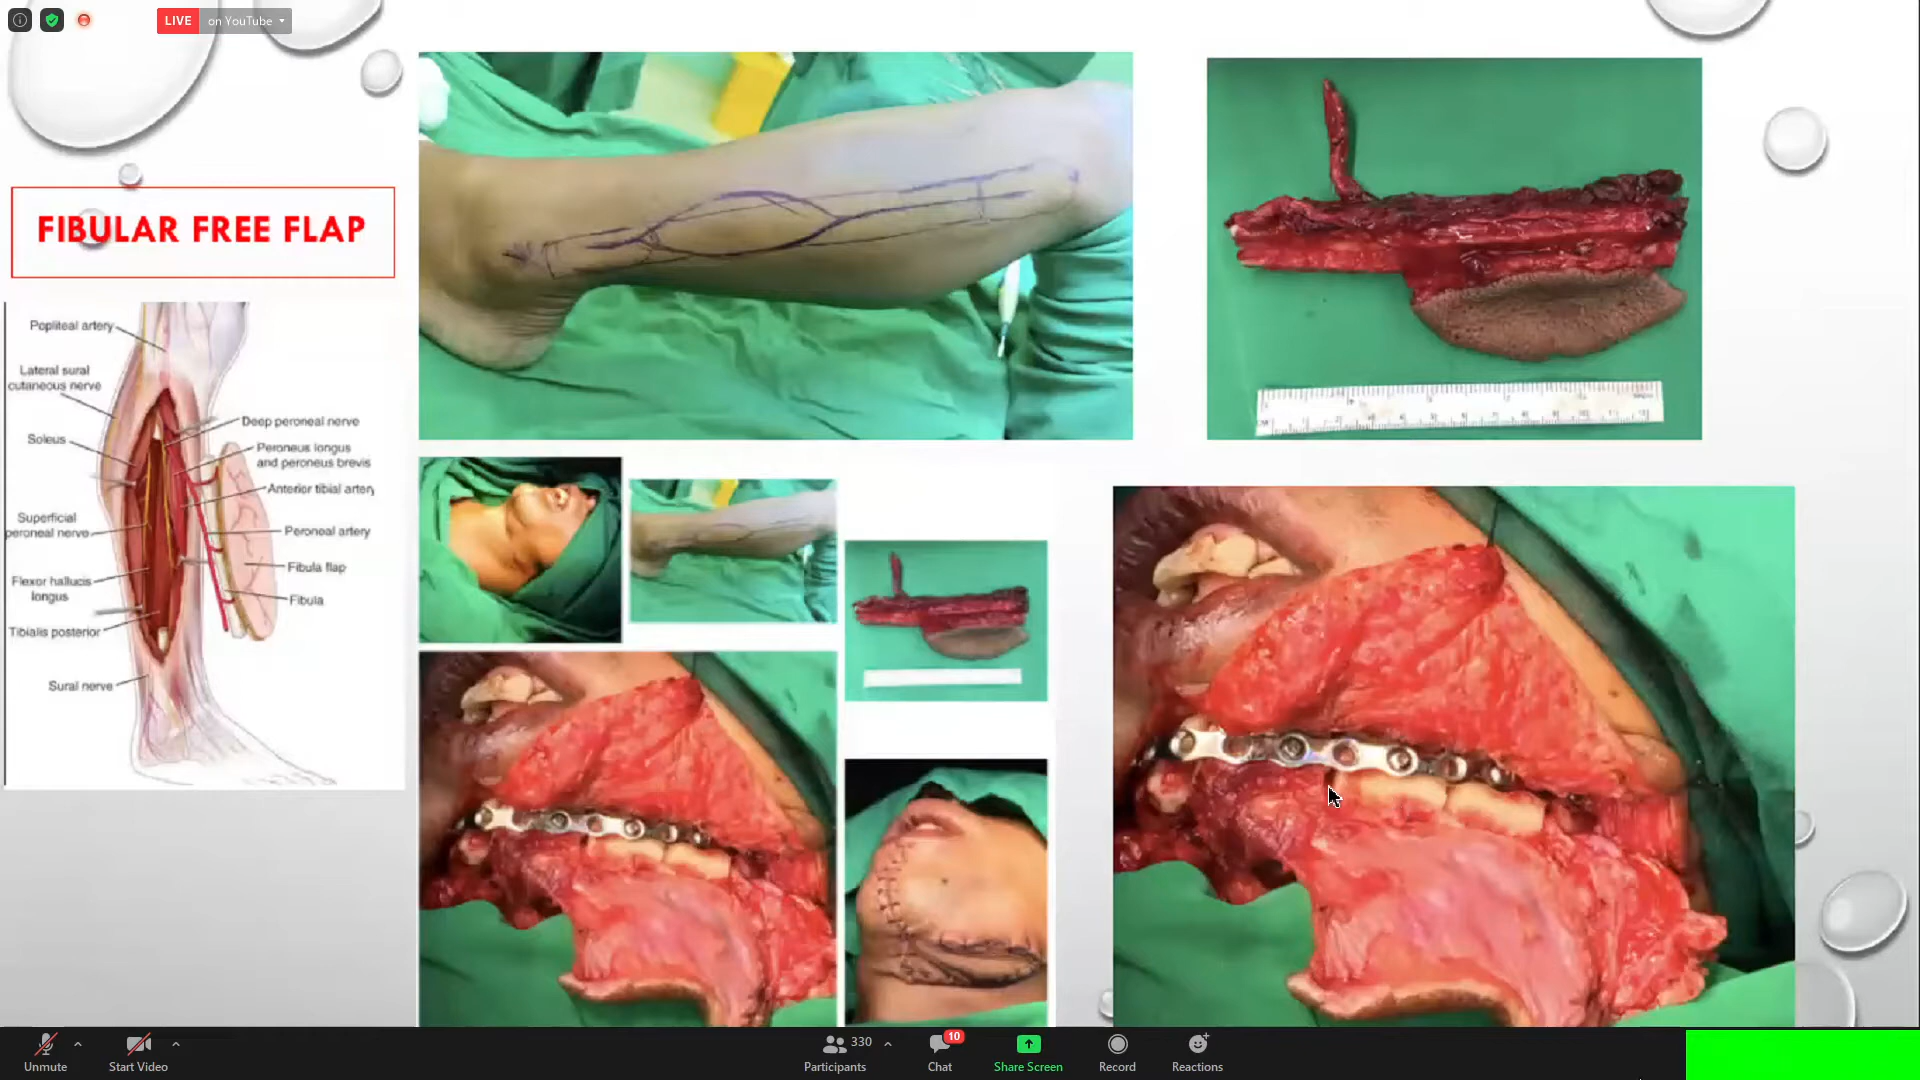 LIVE on YouTube
FIBULAR FREE FLAP
Popliteal artery
Lateral sural
cutaneous nerve
Soleus
Superficial
peroneal nerve
Flexor hallucis
longus
Tibialis posterior
Sural nerve
Deep peroneal nerve
Peroneus longus
and peroneus brevis
Anterior tibial artery
Peroneal artery
Fibula flap
Fibula
Unmute
Start Video
330
Participants
10
Chat
Share Screen
Record
Reactions